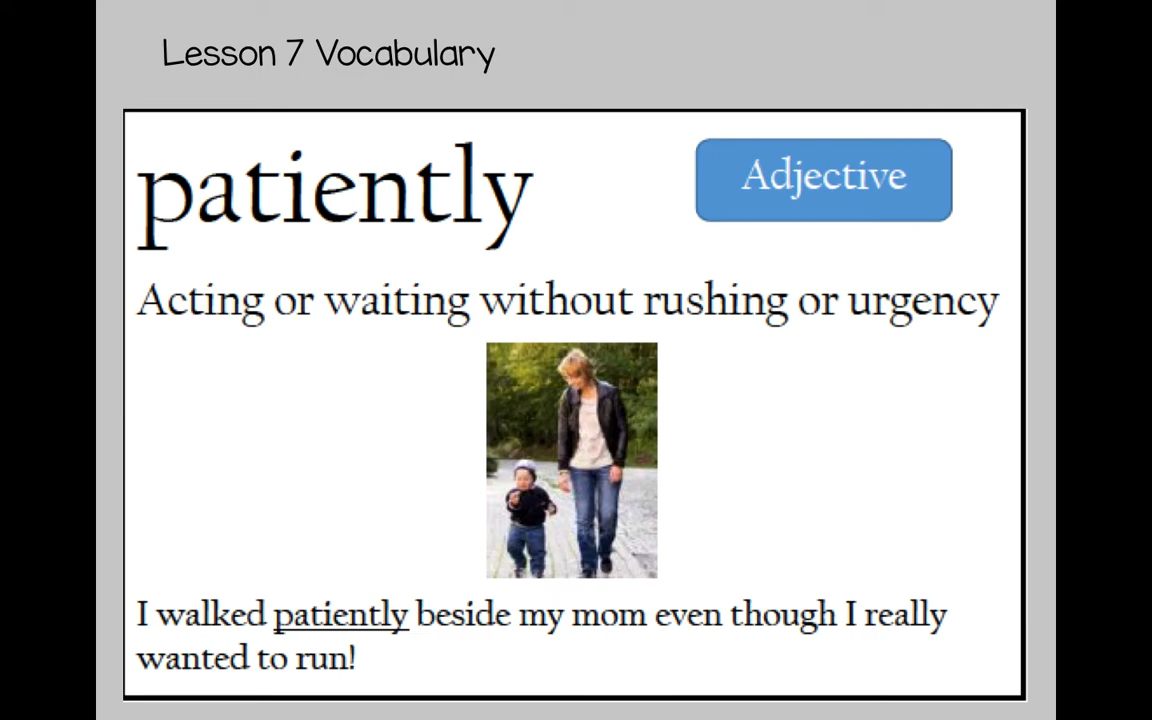 Lesson 7 Vocabulary
patiently
Adjective
Acting or waiting without rushing or urgency
I walked patiently beside my mom even though I really
wanted to run!